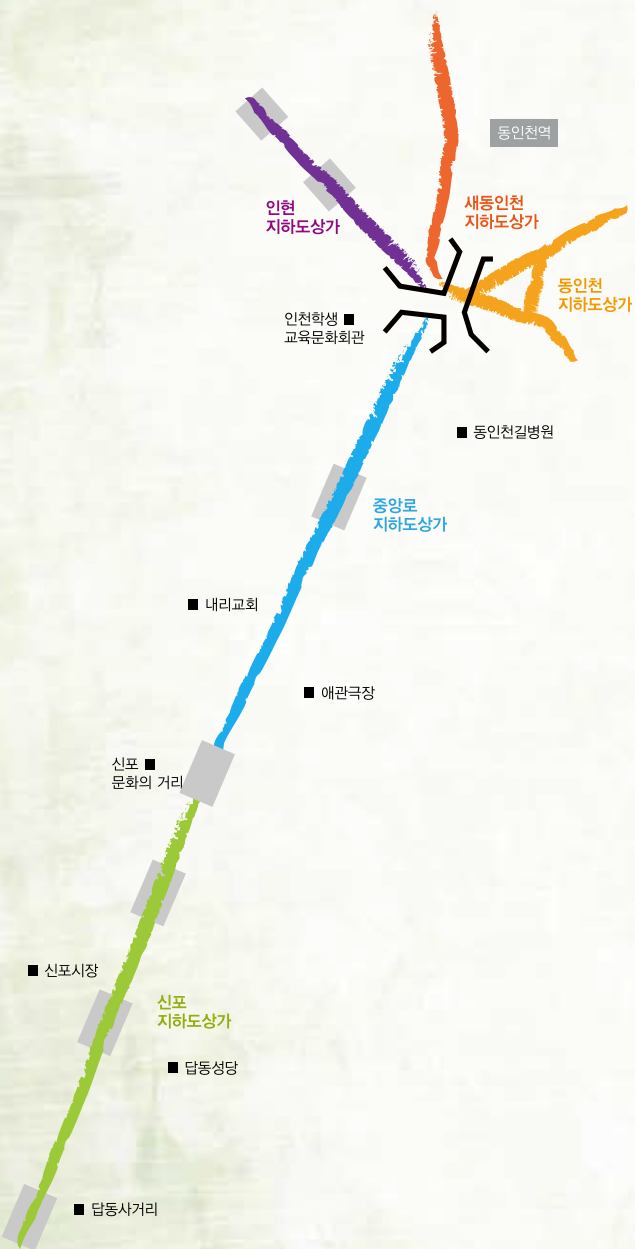 동인천역
새동인천
지하도상가
인현
지하도상가
동인천
지하도상가
인천학생
교육문화회관
동인천길병원
중앙로
지하도상가
내리교회
애관극장
신포
문화의 거리
신포시장
신포
지하도상가
답동성당
답동사거리